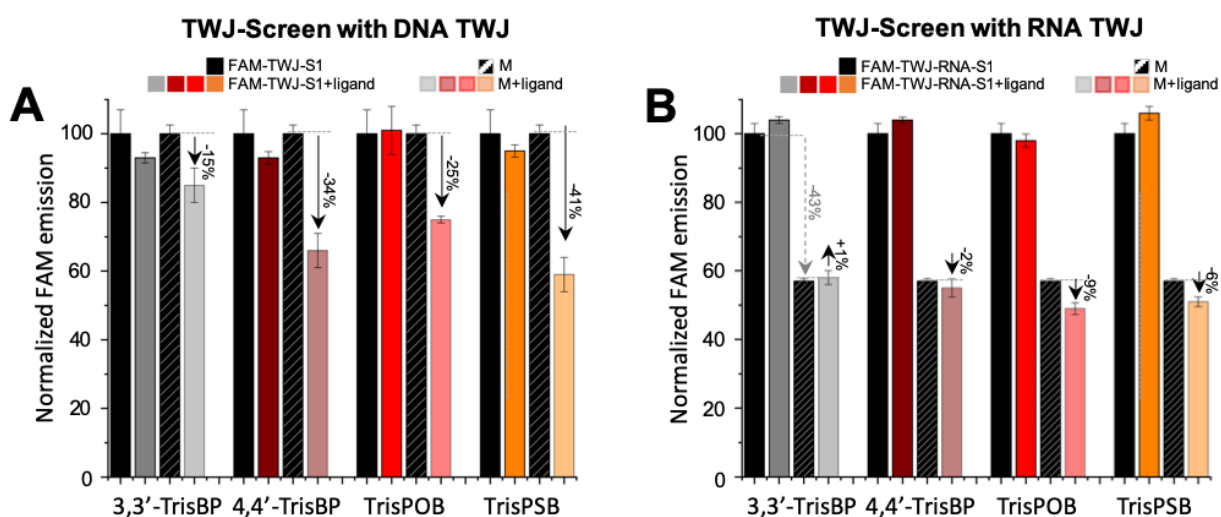 TWJ-Screen with DNA TWJ
A
FAM-TWJ-S1
M
FAM-TWJ-S1+ligand
M+ligand
Normalized FAM emission
100
80
60
40
20
0
-15%
-34%
-25%
-41%
3,3′-TrisBP
4,4′-TrisBP
TrisPOB
TrisPSB
TWJ-Screen with RNA TWJ
B
FAM-TWJ-RNA-S1
M
FAM-TWJ-RNA-S1+ligand
M+ligand
Normalized FAM emission
100
80
60
40
20
0
-43%
+1%
-2%
-9%
-6%
3,3′-TrisBP
4,4′-TrisBP
TrisPOB
TrisPSB